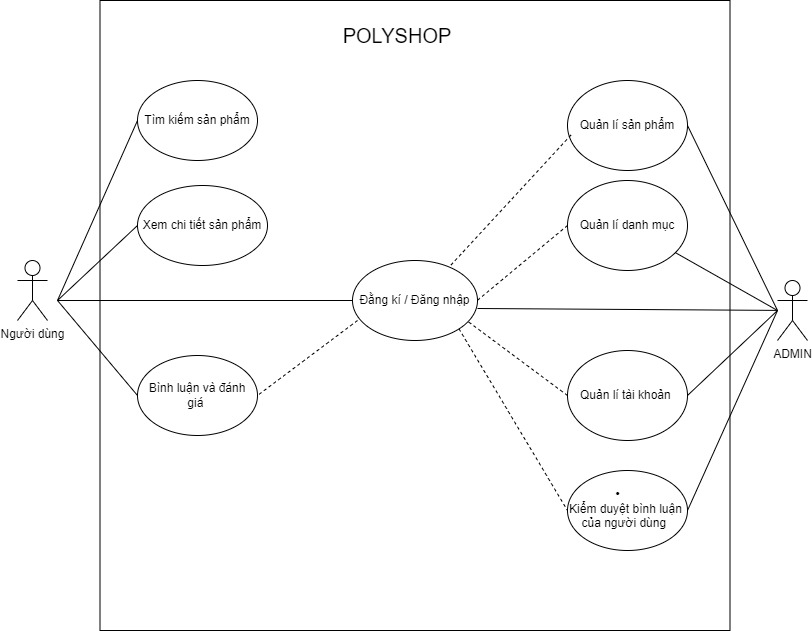 POLYSHOP
Tìm kiếm sản phẩm
Quản lí sản phẩm
Xem chi tiết sản phẩm
Quản lí danh mục
Người dùng
Đằng kí / Đăng nhập
ADMIN
Bình luận và đánh
giá
Quản lí tài khoản
Kiểm duyệt bình luận
của người dùng